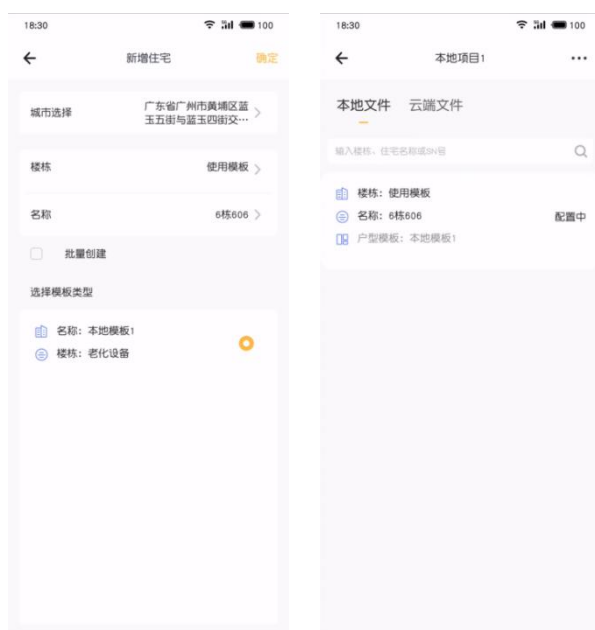 18:30
5G
100
新增住宅
确定
城市选择
广东省广州市黄埔区蓝
玉五街与蓝玉四街交…
楼栋
使用模板
名称
6栋606
批量创建
选择模板类型
名称：本地模板1
楼栋：老化设备
18:30
5G
100
本地项目1
本地文件
云端文件
输入楼栋、住宅名称或SN号
楼栋：使用模板
名称：6栋606
配置中
户型模板：本地模板1